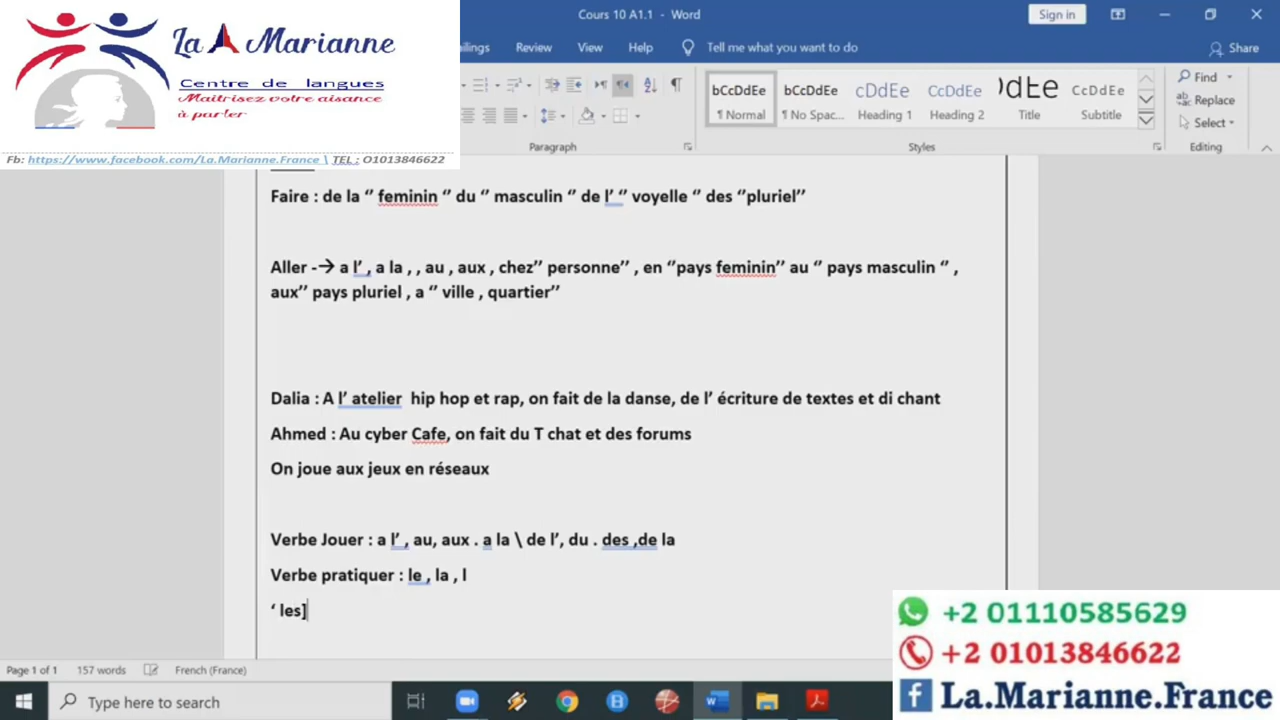 Cours 10 A1.1 - Word
Sign in
La Marianne
Centre de langues
Maitrisez votre aisance
à parler
Fb: https://www.facebook.com/La.Marianne.France \ TEL : O1013846622
ilings Review View Help Tell me what you want to do Share
bCcDdEe bCcDdEe cDdEe CcDdEe )dƚEe CcDdEe
¶ Normal ¶ No Spac... Heading 1 Heading 2 Title Subtitle
Find
Replace
Select
Paragraph Styles Editing
Faire : de la ‘’ feminin ‘’ du ‘’ masculin ‘’ de l’ ‘’ voyelle ‘’ des ‘’pluriel’’
Aller -→ a l’ , a la , , au , aux , chez’’ personne’’ , en ‘’pays feminin’’ au ‘’ pays masculin ‘’ ,
aux’’ pays pluriel , a ‘’ ville , quartier’’
Dalia : A l’ atelier hip hop et rap, on fait de la danse, de l’ écriture de textes et di chant
Ahmed : Au cyber Cafe, on fait du T chat et des forums
On joue aux jeux en réseaux
Verbe Jouer : a l’ , au, aux . a la \ de l’, du . des ,de la
Verbe pratiquer : le , la , l
‘ les]
+2 01110585629
+2 01013846622
La.Marianne.France
Page 1 of 1 157 words French (France)
Type here to search